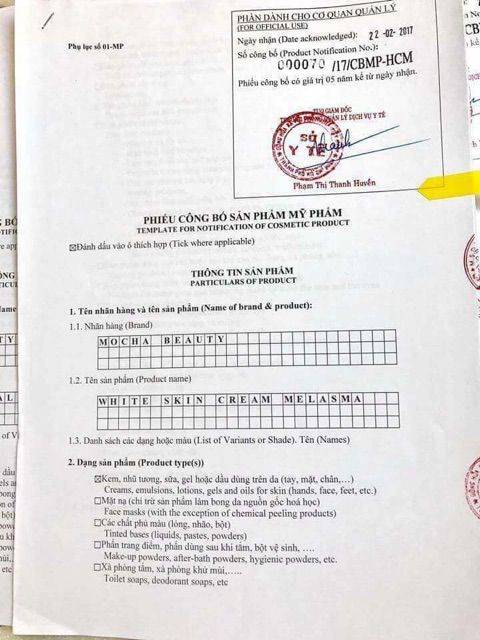 PHẦN DÀNH CHO CƠ QUAN QUẢN LÝ
(FOR OFFICIAL USE)
Ngày nhận (Date acknowledged): 22-02-2017
Số công bố (Product Notification No.):
000070 /17/CBMP-HCM
Phiếu công bố có giá trị 05 năm kể từ ngày nhận.
GIÁM ĐỐC
QUẢN LÝ DỊCH VỤ Y TẾ
SỞ
Y TẾ
Phạm Thị Thanh Huyền
Phụ lục số 01-MP
PHIẾU CÔNG BỐ SẢN PHẨM MỸ PHẨM
TEMPLATE FOR NOTIFICATION OF COSMETIC PRODUCT
☒Đánh dấu vào ô thích hợp (Tick where applicable)
THÔNG TIN SẢN PHẨM
PARTICULARS OF PRODUCT
1. Tên nhãn hàng và tên sản phẩm (Name of brand & product):
1.1. Nhãn hàng (Brand)
MOCHA BEAUTY
1.2. Tên sản phẩm (Product name)
WHITE SKIN CREAM MELASMA
1.3. Danh sách các dạng hoặc màu (List of Variants or Shade). Tên (Names)
2. Dạng sản phẩm (Product type(s))
☒Kem, nhũ tương, sữa, gel hoặc dầu dùng trên da (tay, mặt, chân,…)
Creams, emulsions, lotions, gels and oils for skin (hands, face, feet, etc.)
☐Mặt nạ (chỉ trừ sản phẩm làm bong da nguồn gốc hoá học)
Face masks (with the exception of chemical peeling products)
☐Các chất phủ màu (lỏng, nhão, bột)
Tinted bases (liquids, pastes, powders)
☐Phấn trang điểm, phấn dùng sau khi tắm, bột vệ sinh, ….
Make-up powders, after-bath powders, hygienic powders, etc.
☐Xà phòng tắm, xà phòng khử mùi,…..
Toilet soaps, deodorant soaps, etc